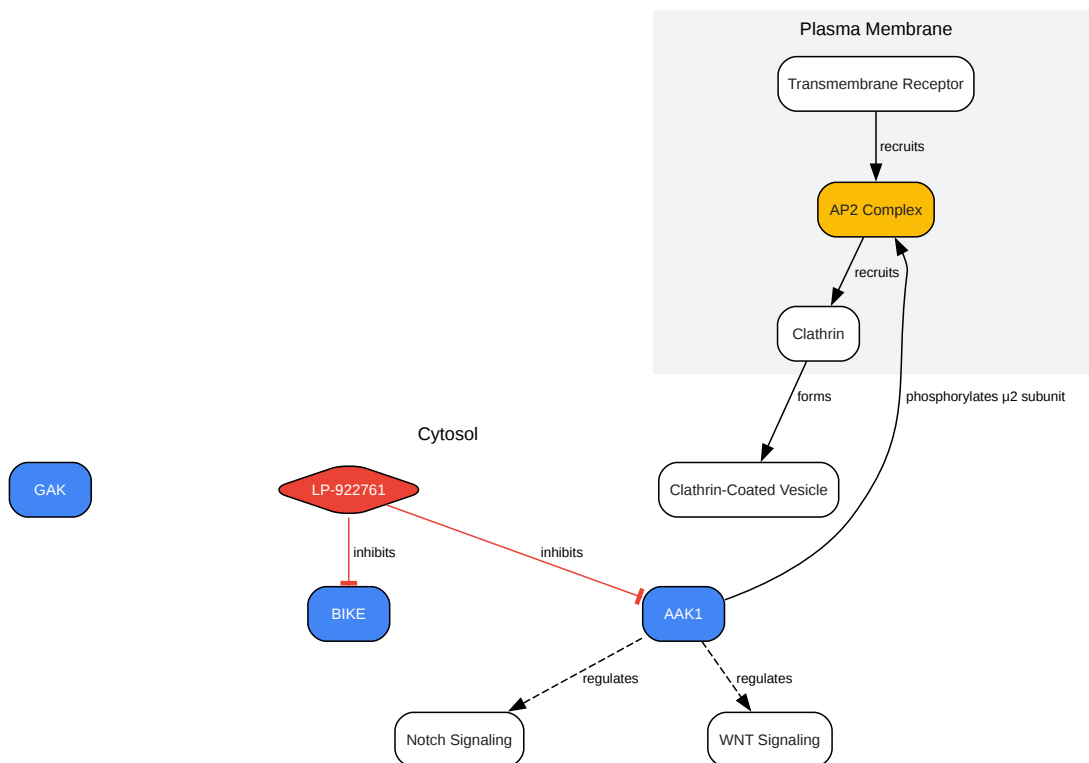 Plasma Membrane
Transmembrane Receptor
recruits
AP2 Complex
recruits
Clathrin
forms
phosphorylates μ2 subunit
Cytosol
GAK
LP-922761
Clathrin-Coated Vesicle
inhibits
inhibits
BIKE
AAK1
regulates
regulates
Notch Signaling
WNT Signaling